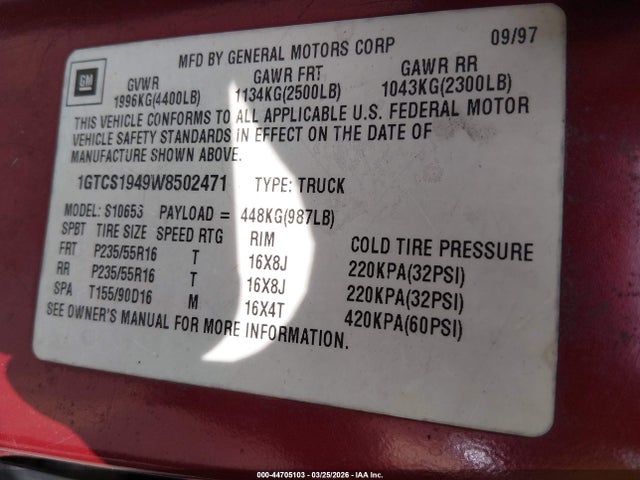 MFD BY GENERAL MOTORS CORP 09/97
GM
GVWR GAWR FRT GAWR RR
1996KG(4400LB) 1134KG(2500LB) 1043KG(2300LB)
THIS VEHICLE CONFORMS TO ALL APPLICABLE U.S. FEDERAL MOTOR
VEHICLE SAFETY STANDARDS IN EFFECT ON THE DATE OF
MANUFACTURE SHOWN ABOVE.
1GTCS1949W8502471 TYPE: TRUCK
MODEL: S10653 PAYLOAD = 448KG(987LB)
SPBT TIRE SIZE SPEED RTG RIM COLD TIRE PRESSURE
FRT P235/55R16 T 16X8J 220KPA(32PSI)
RR P235/55R16 T 16X8J 220KPA(32PSI)
SPA T155/90D16 M 16X4T 420KPA(60PSI)
SEE OWNER'S MANUAL FOR MORE INFORMATION.
000-44705103 - 03/25/2026 - IAA Inc.